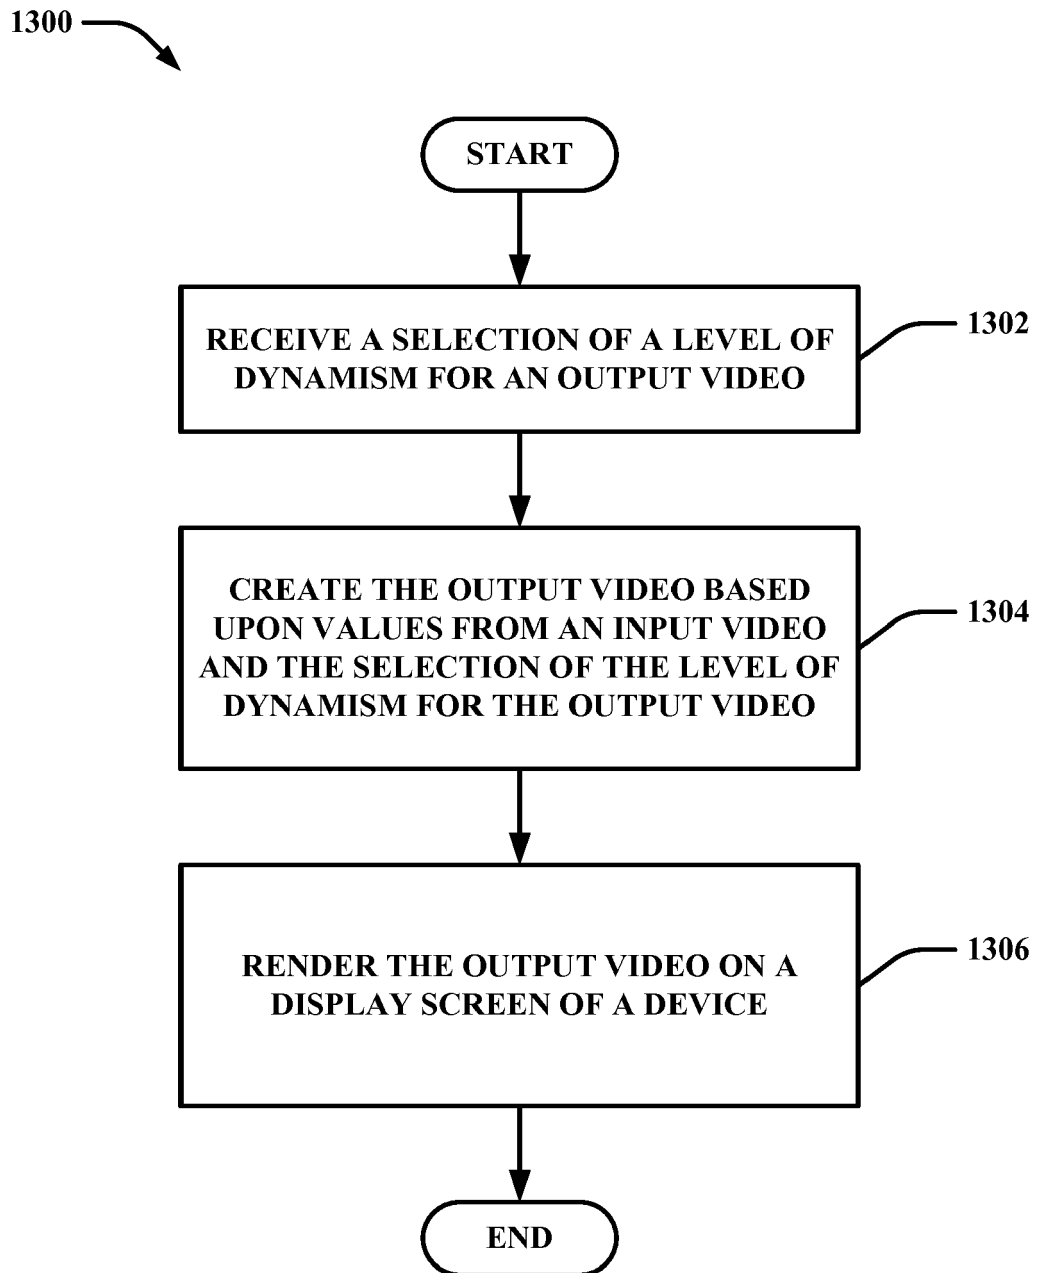 1300
START
RECEIVE A SELECTION OF A LEVEL OF
DYNAMISM FOR AN OUTPUT VIDEO
1302
CREATE THE OUTPUT VIDEO BASED
UPON VALUES FROM AN INPUT VIDEO
AND THE SELECTION OF THE LEVEL OF
DYNAMISM FOR THE OUTPUT VIDEO
1304
RENDER THE OUTPUT VIDEO ON A
DISPLAY SCREEN OF A DEVICE
1306
END